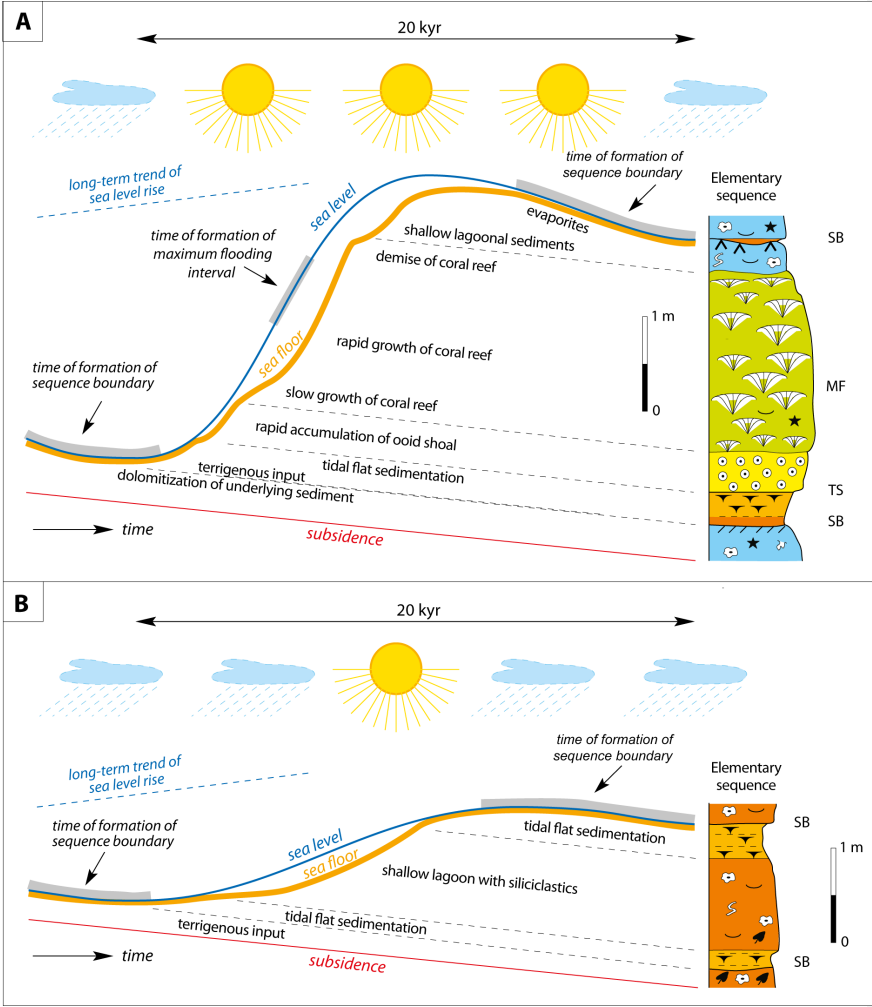 A
20 kyr
long-term trend of
sea level rise
time of formation of
sequence boundary
Elementary
sequence
sea level
evaporites
SB
shallow lagoonal sediments
time of formation of
maximum flooding
interval
demise of coral reef
1 m
0
sea floor
rapid growth of coral reef
time of formation of
sequence boundary
MF
slow growth of coral reef
rapid accumulation of ooid shoal
terrigenous input
tidal flat sedimentation
dolomitization of underlying sediment
TS
SB
time
subsidence
B
20 kyr
long-term trend of
sea level rise
time of formation of
sequence boundary
Elementary
sequence
time of formation of
sequence boundary
sea level
sea floor
tidal flat sedimentation
SB
1 m
0
shallow lagoon with siliciclastics
tidal flat sedimentation
terrigenous input
SB
time
subsidence